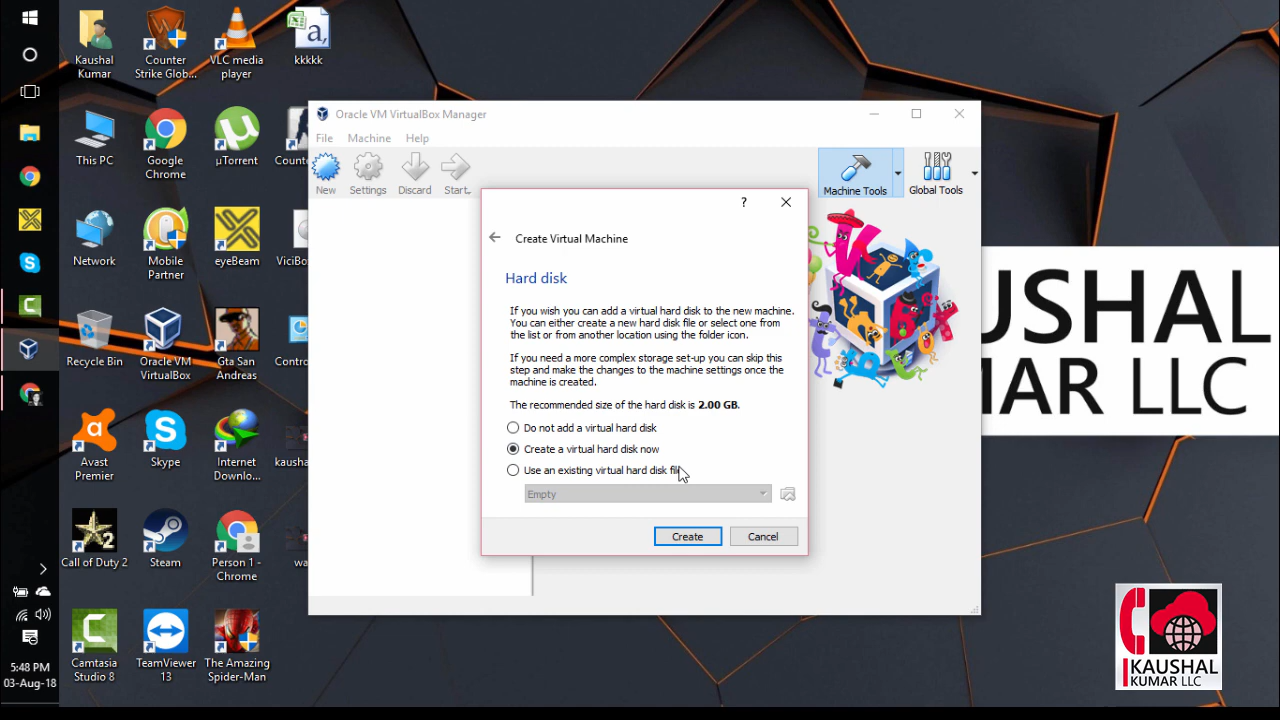 Kaushal
Kumar
Counter
Strike Glob...
VLC media
player
a,
kkkkk
This PC
Google
Chrome
µTorrent
Count
Network
Mobile
Partner
eyeBeam
ViciBo
Recycle Bin
Oracle VM
VirtualBox
Gta San
Andreas
Contro
Avast
Premier
Skype
Internet
Downlo...
kausha
2
Call of Duty 2
Steam
Person 1 -
Chrome
wa
Camtasia
Studio 8
TeamViewer
13
The Amazing
Spider-Man
5:48 PM
03-Aug-18
Oracle VM VirtualBox Manager
File Machine Help
New Settings Discard Start
Machine Tools Global Tools
Create Virtual Machine
Hard disk
If you wish you can add a virtual hard disk to the new machine.
You can either create a new hard disk file or select one from
the list or from another location using the folder icon.
If you need a more complex storage set-up you can skip this
step and make the changes to the machine settings once the
machine is created.
The recommended size of the hard disk is 2.00 GB.
Do not add a virtual hard disk
Create a virtual hard disk now
Use an existing virtual hard disk fil
Empty
Create Cancel
USHAL
MAR LLC
KAUSHAL
KUMAR LLC